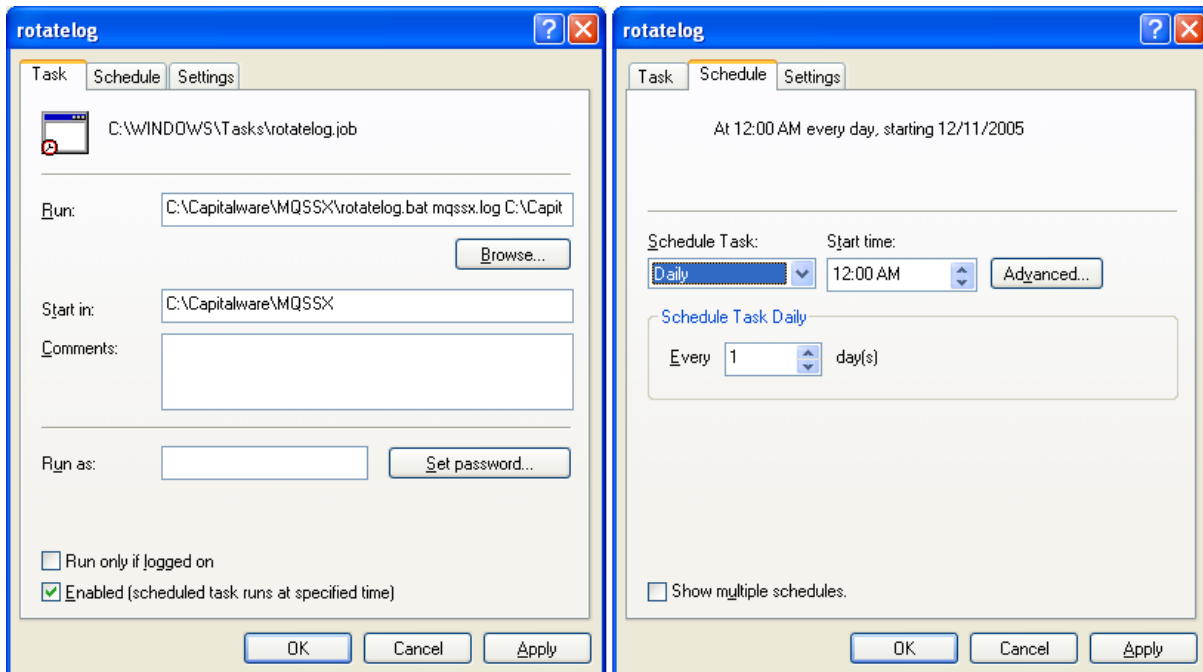 rotatelog
Task Schedule Settings
C:\WINDOWS\Tasks\rotatelog.job
Run: C:\Capitalware\MQSSX\rotatelog.bat mqssx.log C:\Capit
Browse...
Start in: C:\Capitalware\MQSSX
Comments:
Run as: Set password...
Run only if logged on
Enabled (scheduled task runs at specified time)
OK Cancel Apply
rotatelog
Task Schedule Settings
At 12:00 AM every day, starting 12/11/2005
Schedule Task: Start time:
Daily 12:00 AM Advanced...
Schedule Task Daily
Every 1 day(s)
Show multiple schedules.
OK Cancel Apply